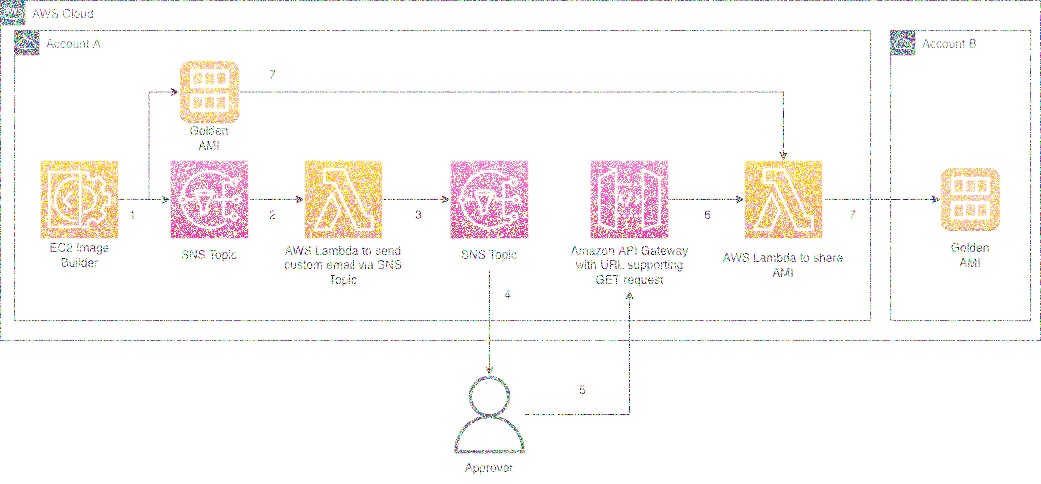 AWS Cloud
Account A
Account B
7
Golden
AMI
1
2
3
6
7
EC2 Image
Builder
SNS Topic
AWS Lambda to send
custom email via SNS
Topic
SNS Topic
Amazon API Gateway
with URL supporting
GET request
AWS Lambda to share
AMI
Golden
AMI
4
5
Approver